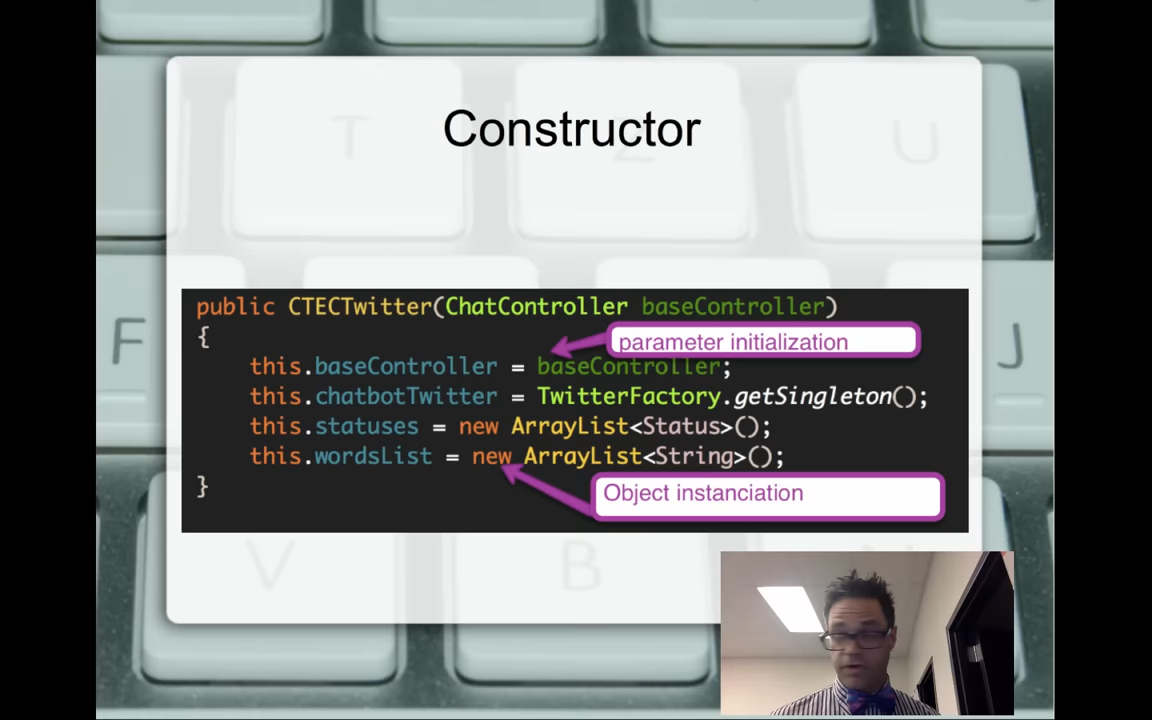 Constructor
public CTECTwitter(ChatController baseController)
{
parameter initialization
this.baseController = baseController;
this.chatbotTwitter = TwitterFactory.getSingleton();
this.statuses = new ArrayList<Status>();
this.wordsList = new ArrayList<String>();
}
Object instanciation
T
Z
U
F
J
V
B
N